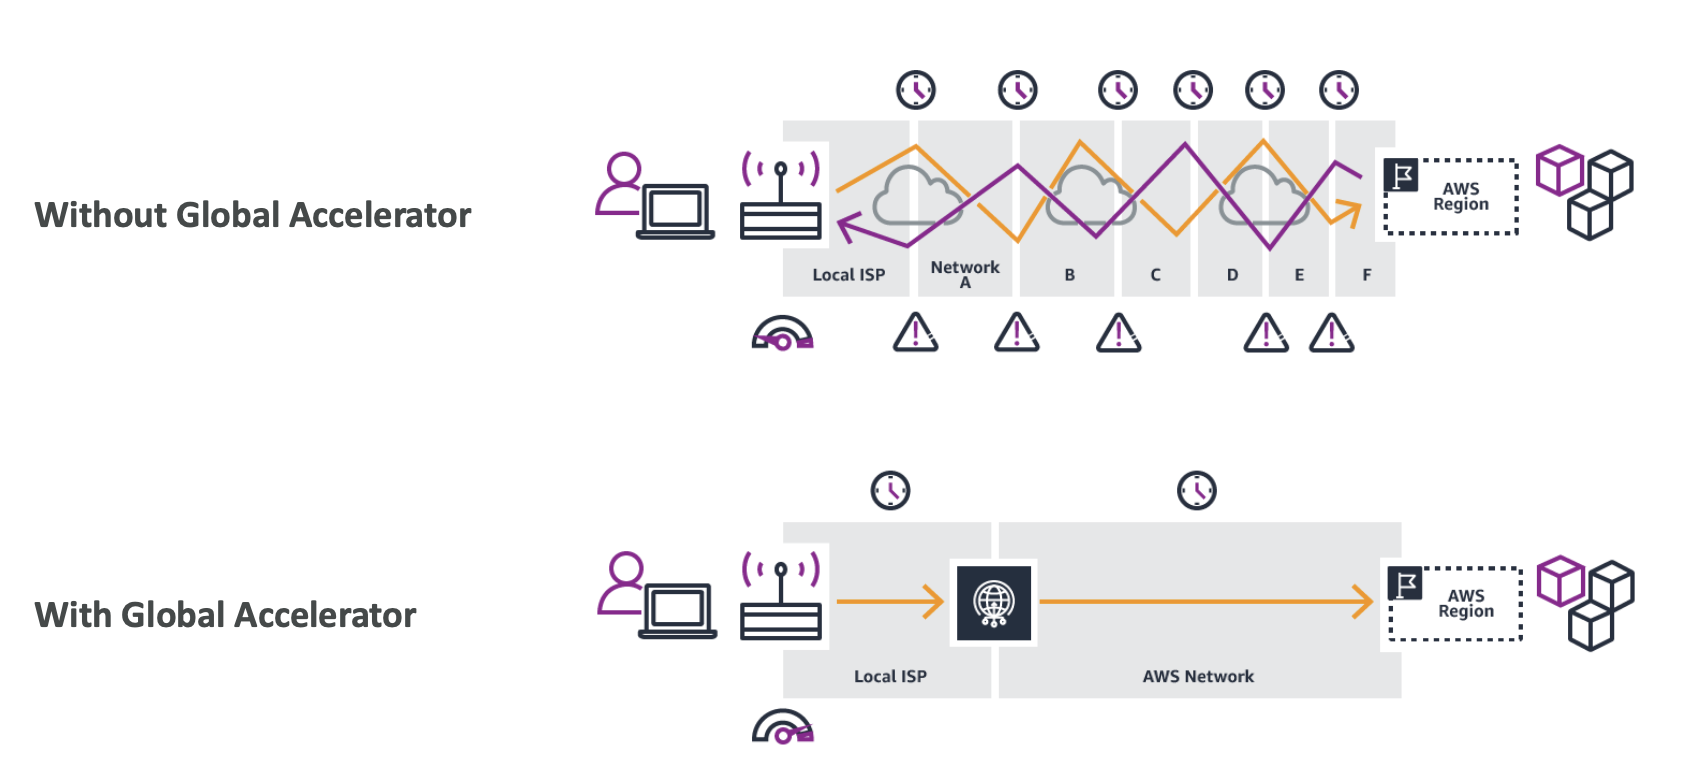 Without Global Accelerator
Local ISP
Network
A
B
C
D
E
F
AWS
Region
With Global Accelerator
Local ISP
AWS Network
AWS
Region